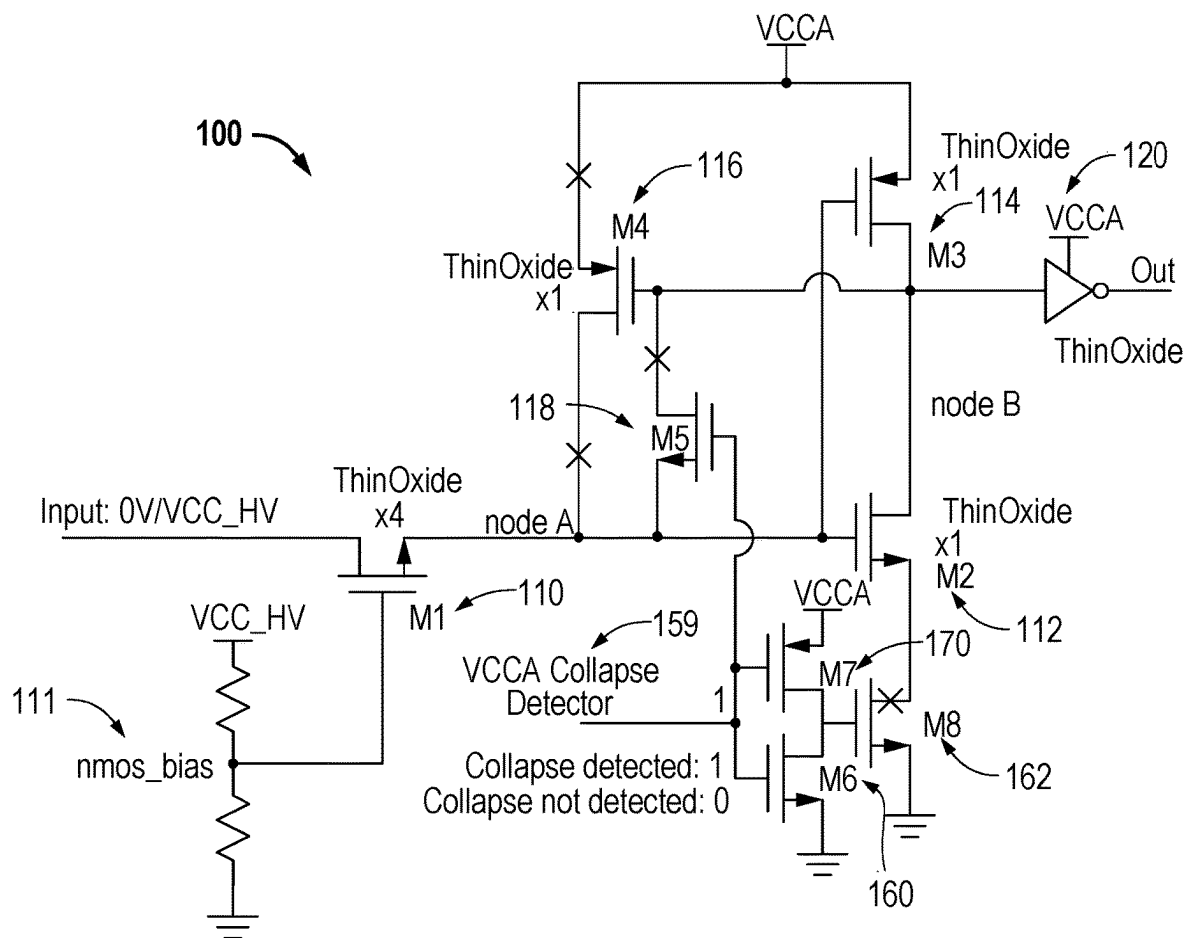 VCCA
100
116
ThinOxide
x1
120
M4
114
VCCA
M3
ThinOxide
x1
Out
ThinOxide
118
M5
node B
ThinOxide
x4
Input: 0V/VCC_HV
node A
ThinOxide
x1
M2
M1
110
VCCA
112
VCC_HV
159
VCCA Collapse
Detector
1
M7
170
111
nmos_bias
M8
Collapse detected: 1
Collapse not detected: 0
M6
162
160